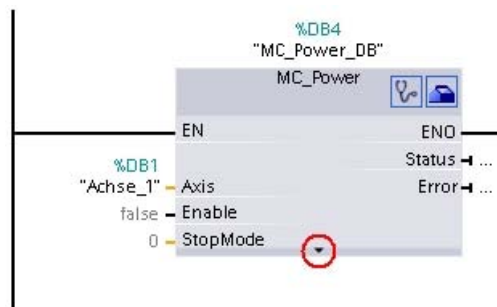 %DB4
"MC_Power_DB"
MC_Power
EN
ENO
Status
...
%DB1
"Achse_1"
Axis
Error
...
false
Enable
0
StopMode